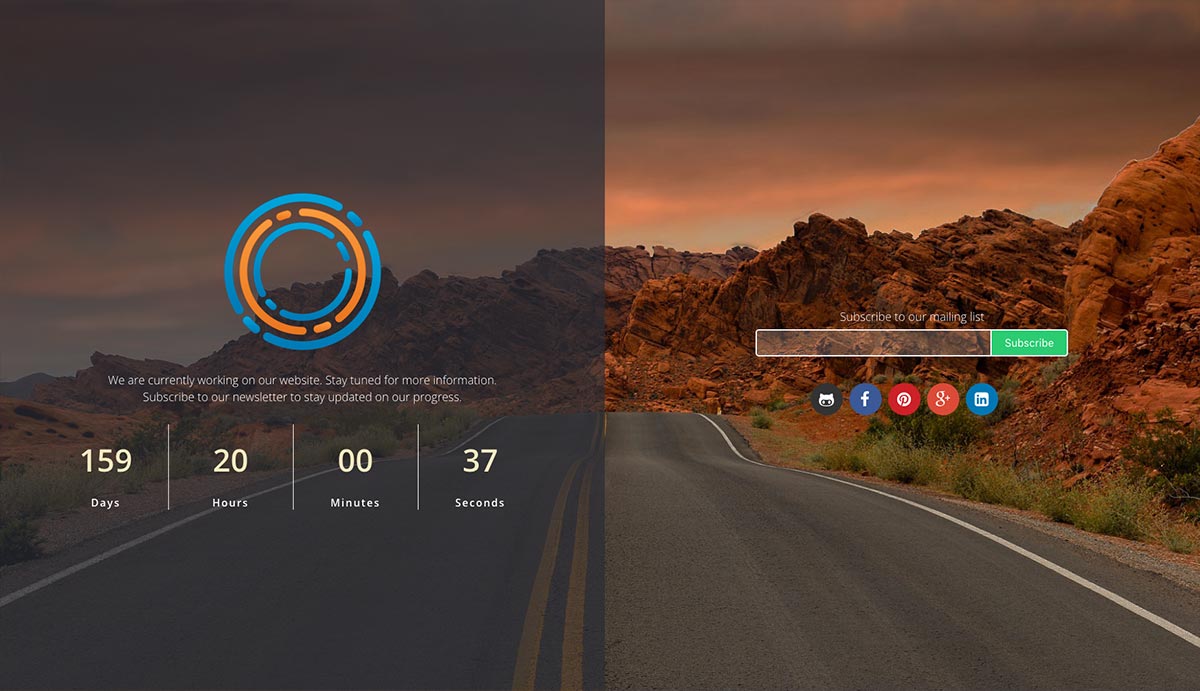 We are currently working on our website. Stay tuned for more information.
Subscribe to our newsletter to stay updated on our progress.
159
Days
20
Hours
00
Minutes
37
Seconds
Subscribe to our mailing list
Subscribe